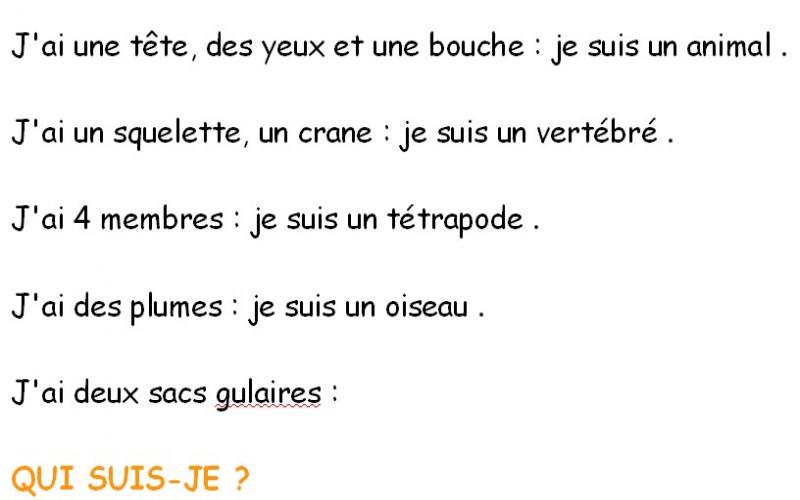 J'ai une tête, des yeux et une bouche : je suis un animal .
J'ai un squelette, un crane : je suis un vertébré .
J'ai 4 membres : je suis un tétrapode .
J'ai des plumes : je suis un oiseau .
J'ai deux sacs gulaires :
QUI SUIS-JE ?